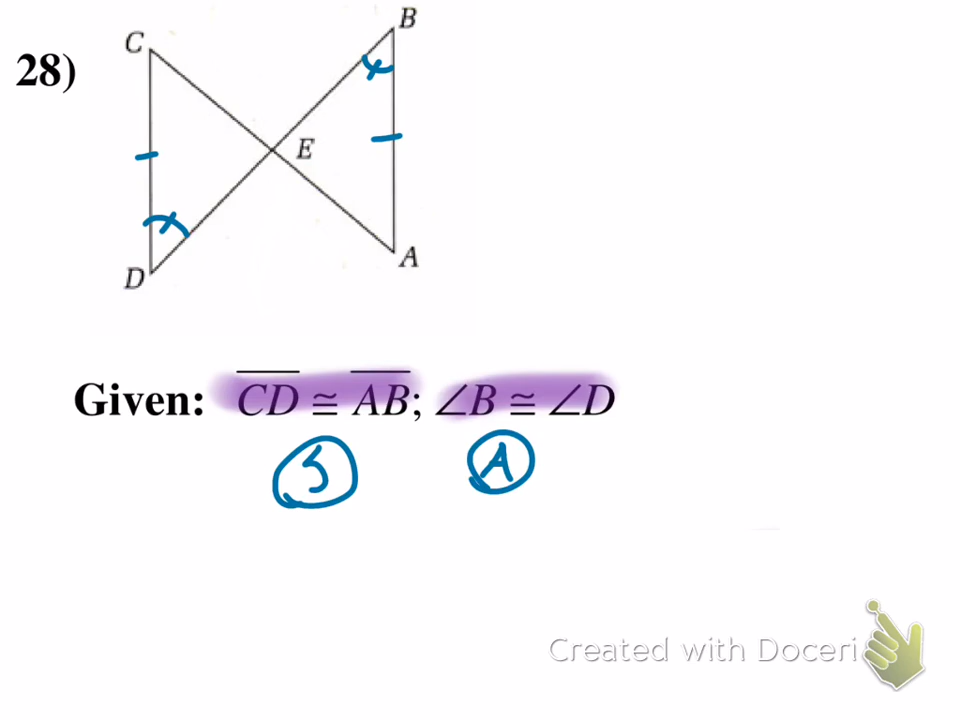 B
C
28)
E
A
D
Given: CD ≅ AB; ∠B ≅ ∠D
S A
Created with Doceri